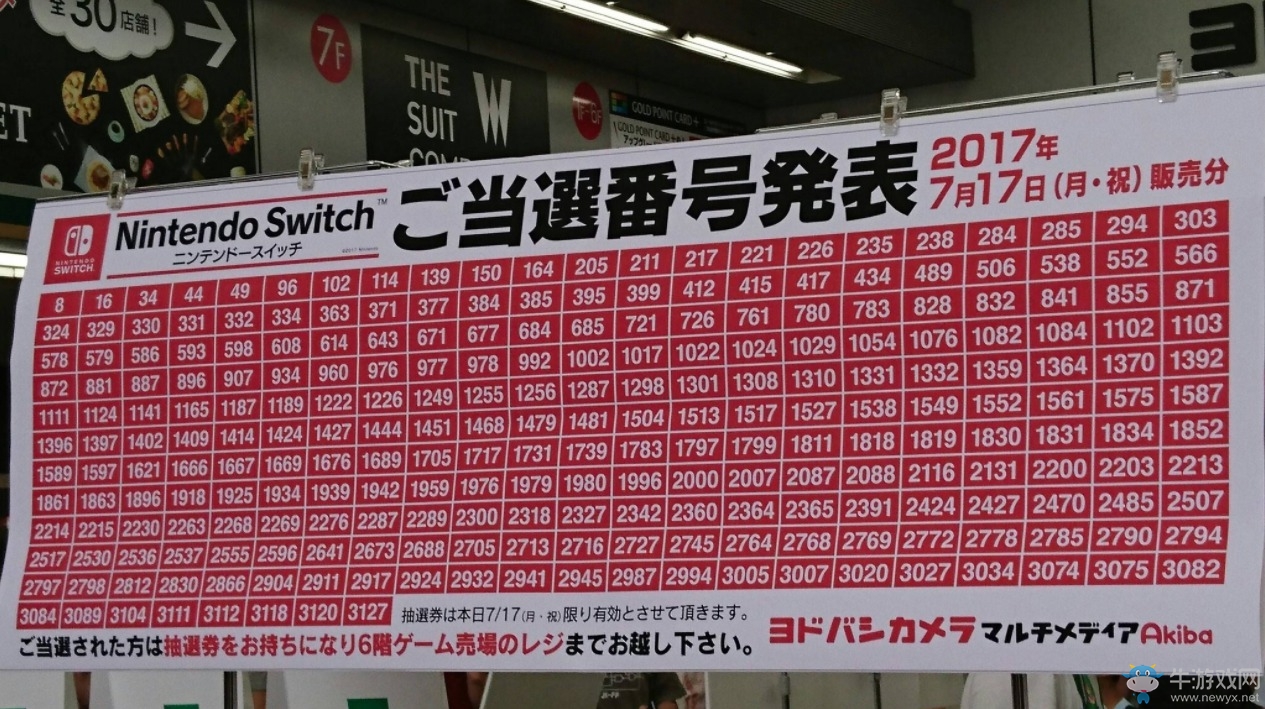 全30店舗!
ET
7F
THE
SUIT
W
1F-6F
GOLD POINT CARD +
GOLD POINT CARD
ヨ
NINTENDO
SWITCH
Nintendo Switch™
ニンテンドースイッチ
©2017 Nintendo
ご当選番号発表
2017年
7月17日(月・祝)販売分
8 16 34 44 49 96 102 114 139 150 164 205 211 217 221 226 235 238 284 285 294 303
324 329 330 331 332 334 363 371 377 384 385 395 399 412 415 417 434 489 506 538 552 566
578 579 586 593 598 608 614 643 671 677 684 685 721 726 761 780 783 828 832 841 855 871
872 881 887 896 907 934 960 976 977 978 992 1002 1017 1022 1024 1029 1054 1076 1082 1084 1102 1103
1111 1124 1141 1165 1187 1189 1222 1226 1249 1255 1256 1287 1298 1301 1308 1310 1331 1332 1359 1364 1370 1392
1396 1397 1402 1409 1414 1424 1427 1444 1451 1468 1479 1481 1504 1513 1517 1527 1538 1549 1552 1561 1575 1587
1589 1597 1621 1666 1667 1669 1676 1689 1705 1717 1731 1739 1783 1797 1799 1811 1818 1819 1830 1831 1834 1852
1861 1863 1896 1918 1925 1934 1939 1942 1959 1976 1979 1980 1996 2000 2007 2087 2088 2116 2131 2200 2203 2213
2214 2215 2230 2263 2268 2269 2276 2287 2289 2300 2318 2327 2342 2360 2364 2365 2391 2424 2427 2470 2485 2507
2517 2530 2536 2537 2555 2596 2641 2673 2688 2705 2713 2716 2727 2745 2764 2768 2769 2772 2778 2785 2790 2794
2797 2798 2812 2830 2866 2904 2911 2917 2924 2932 2941 2945 2987 2994 3005 3007 3020 3027 3034 3074 3075 3082
3084 3089 3104 3111 3112 3118 3120 3127 抽選券は本日7/17(月・祝)限り有効とさせて頂きます。
ご当選された方は抽選券をお持ちになり6階ゲーム売場のレジまでお越し下さい。
ヨドバシカメラ マルチメディアAkiba
牛游戏网
www.newyx.net